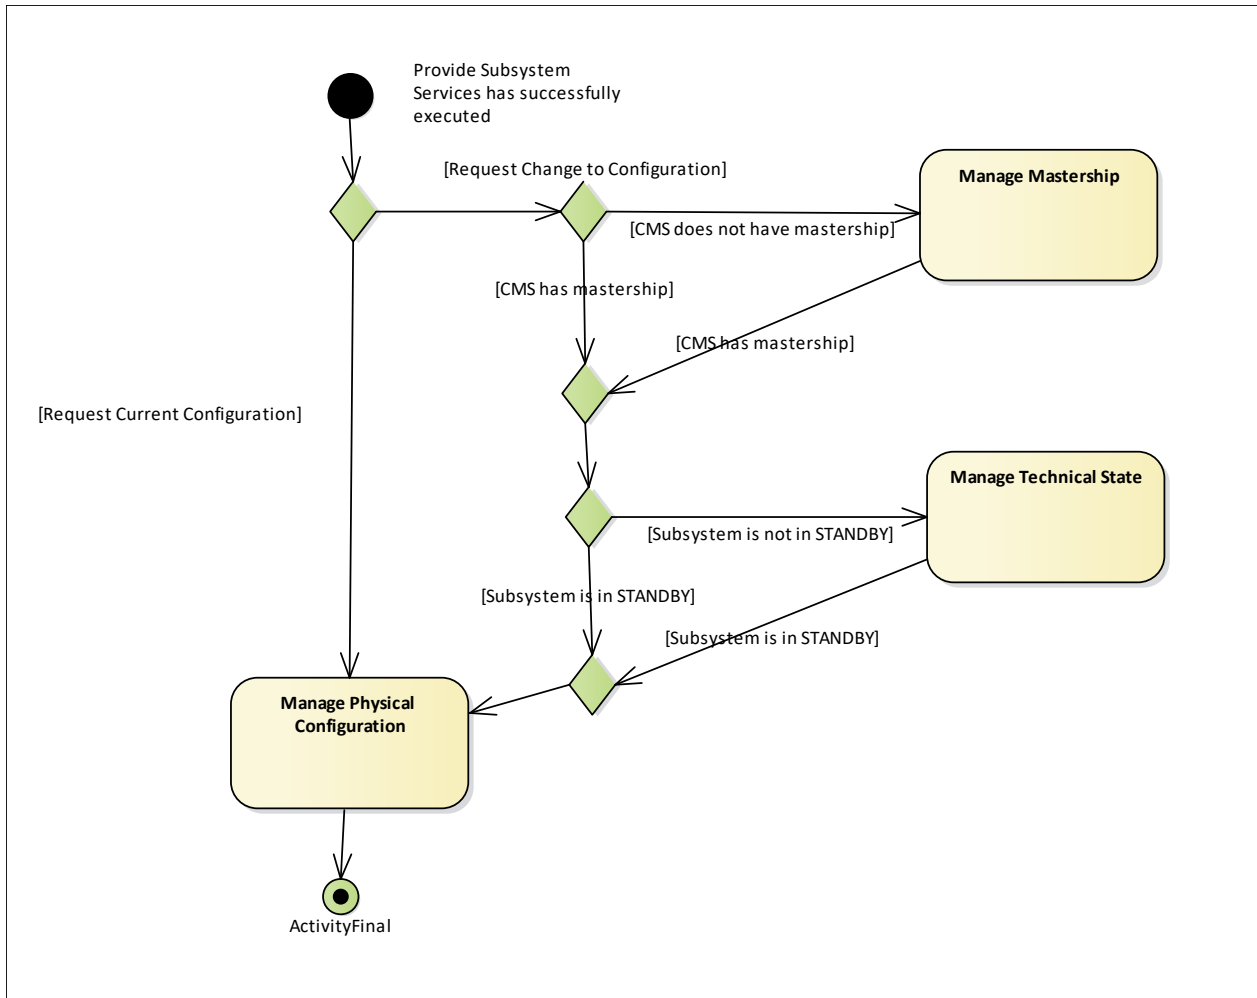 Provide Subsystem
Services has successfully
executed
[Request Change to Configuration]
Manage Mastership
[CMS does not have mastership]
[CMS has mastership]
[CMS has mastership]
[Request Current Configuration]
Manage Technical State
[Subsystem is not in STANDBY]
[Subsystem is in STANDBY]
[Subsystem is in STANDBY]
Manage Physical
Configuration
ActivityFinal